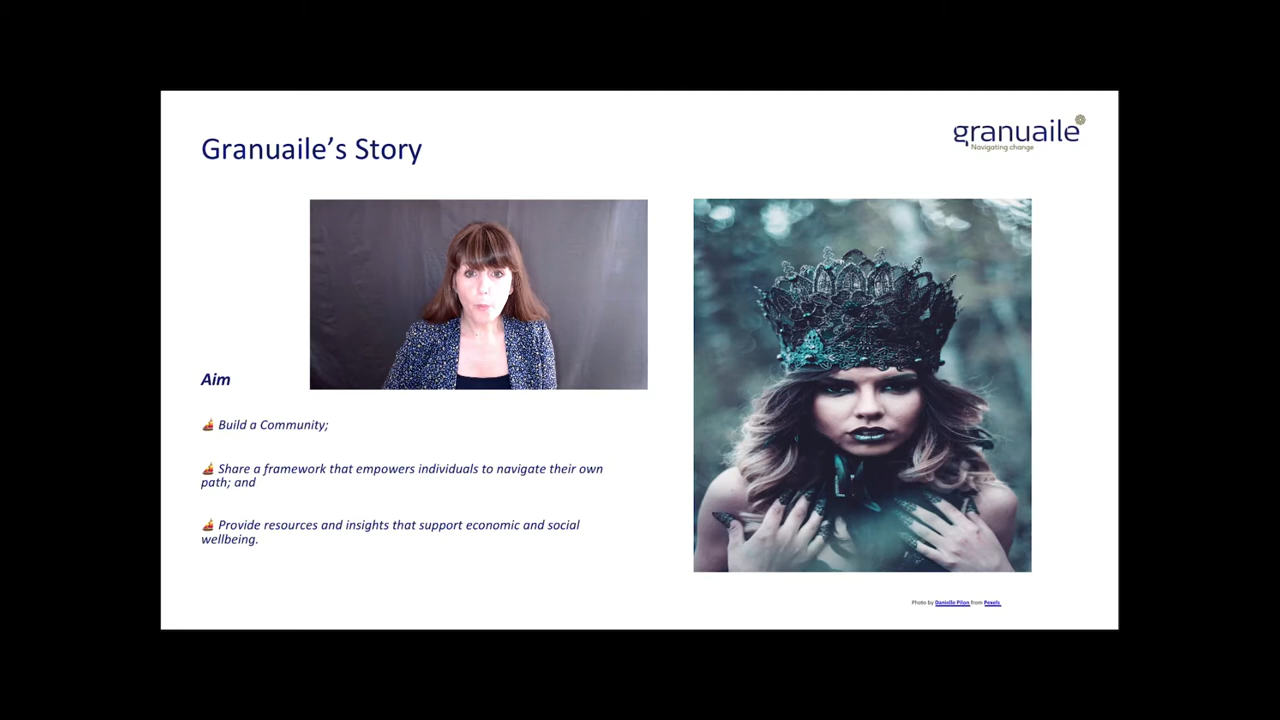 Granuaile's Story
granuaile
Navigating change
Aim
Build a Community;
Share a framework that empowers individuals to navigate their own
path; and
Provide resources and insights that support economic and social
wellbeing.
Photo by Danielle Pilon from Pexels